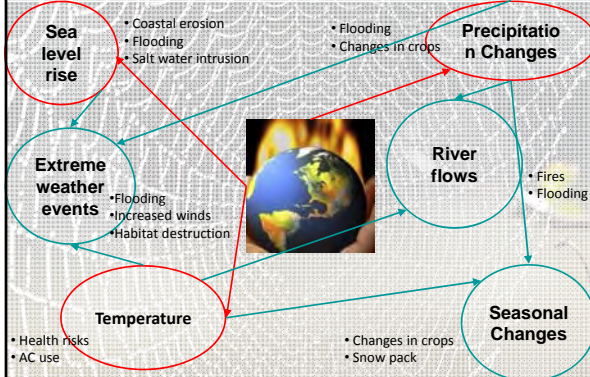 Sea
level
rise
• Coastal erosion
• Flooding
• Salt water intrusion
• Flooding
• Changes in crops
Precipitatio
n Changes
Extreme
weather
events
• Flooding
• Increased winds
• Habitat destruction
River
flows
• Fires
• Flooding
Temperature
• Health risks
• AC use
• Changes in crops
• Snow pack
Seasonal
Changes